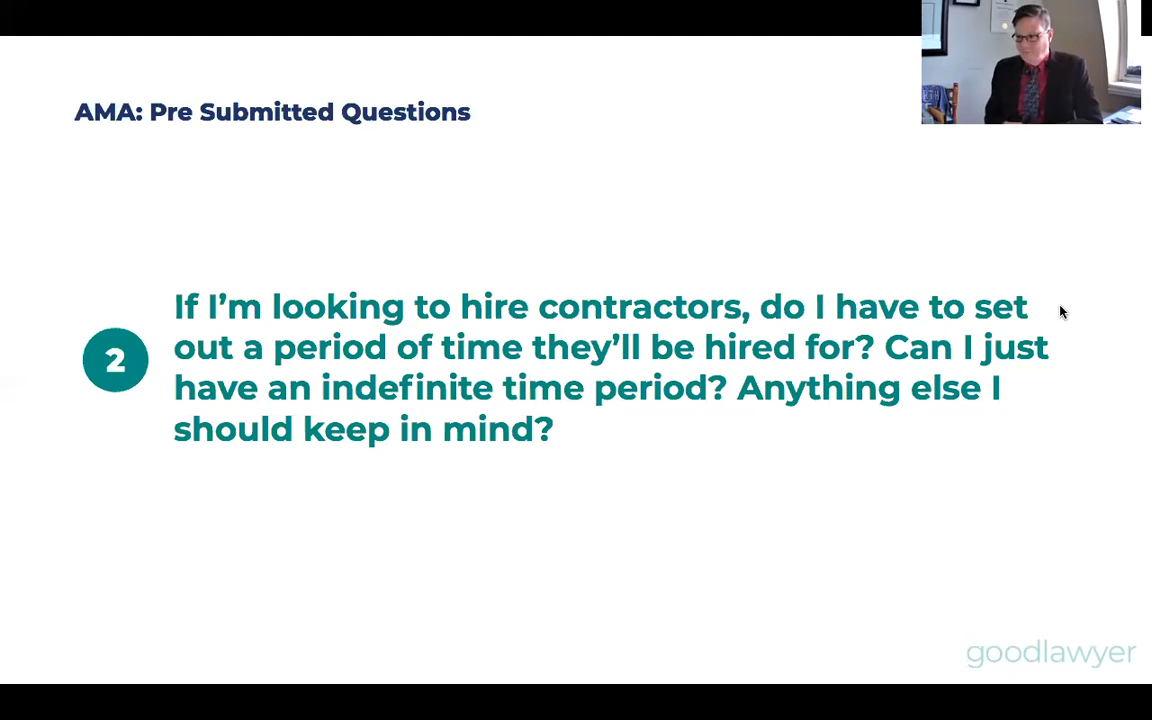 AMA: Pre Submitted Questions
2
If I'm looking to hire contractors, do I have to set
out a period of time they'll be hired for? Can I just
have an indefinite time period? Anything else I
should keep in mind?
goodlawyer